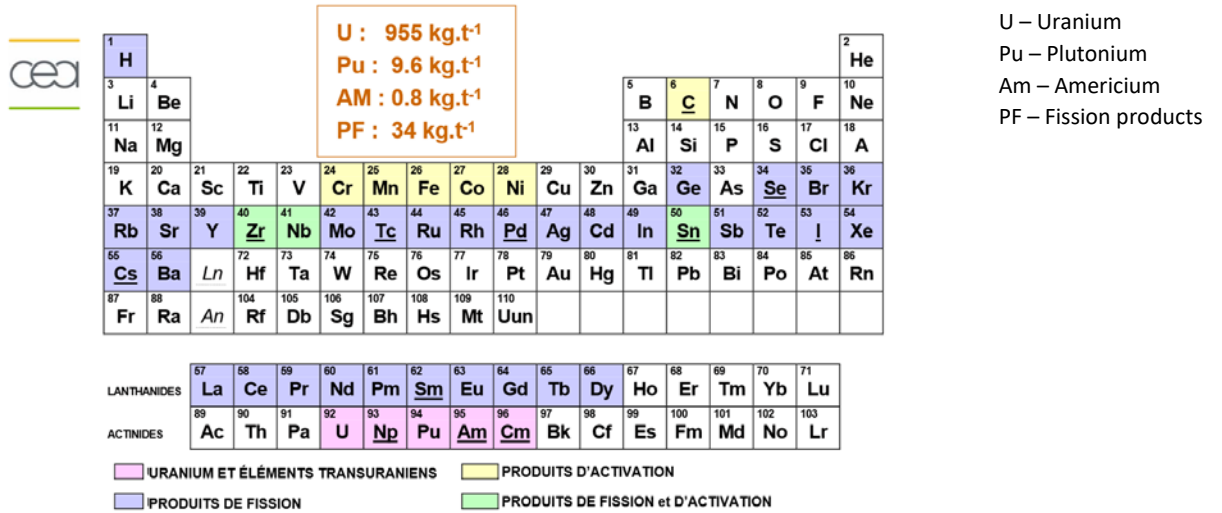 cea
U : 955 kg.t-1
Pu : 9.6 kg.t-1
AM : 0.8 kg.t-1
PF : 34 kg.t-1
U – Uranium
Pu – Plutonium
Am – Americium
PF – Fission products
1 H 2 He
3 Li 4 Be 5 B 6 C 7 N 8 O 9 F 10 Ne
11 Na 12 Mg 13 Al 14 Si 15 P 16 S 17 Cl 18 A
19 K 20 Ca 21 Sc 22 Ti 23 V 24 Cr 25 Mn 26 Fe 27 Co 28 Ni 29 Cu 30 Zn 31 Ga 32 Ge 33 As 34 Se 35 Br 36 Kr
37 Rb 38 Sr 39 Y 40 Zr 41 Nb 42 Mo 43 Tc 44 Ru 45 Rh 46 Pd 47 Ag 48 Cd 49 In 50 Sn 51 Sb 52 Te 53 I 54 Xe
55 Cs 56 Ba Ln 72 Hf 73 Ta 74 W 75 Re 76 Os 77 Ir 78 Pt 79 Au 80 Hg 81 Tl 82 Pb 83 Bi 84 Po 85 At 86 Rn
87 Fr 88 Ra An 104 Rf 105 Db 106 Sg 107 Bh 108 Hs 109 Mt 110 Uun
LANTHANIDES 57 La 58 Ce 59 Pr 60 Nd 61 Pm 62 Sm 63 Eu 64 Gd 65 Tb 66 Dy 67 Ho 68 Er 69 Tm 70 Yb 71 Lu
ACTINIDES 89 Ac 90 Th 91 Pa 92 U 93 Np 94 Pu 95 Am 96 Cm 97 Bk 98 Cf 99 Es 100 Fm 101 Md 102 No 103 Lr
URANIUM ET ÉLÉMENTS TRANSURANIENS PRODUITS D'ACTIVATION
PRODUITS DE FISSION PRODUITS DE FISSION et D'ACTIVATION